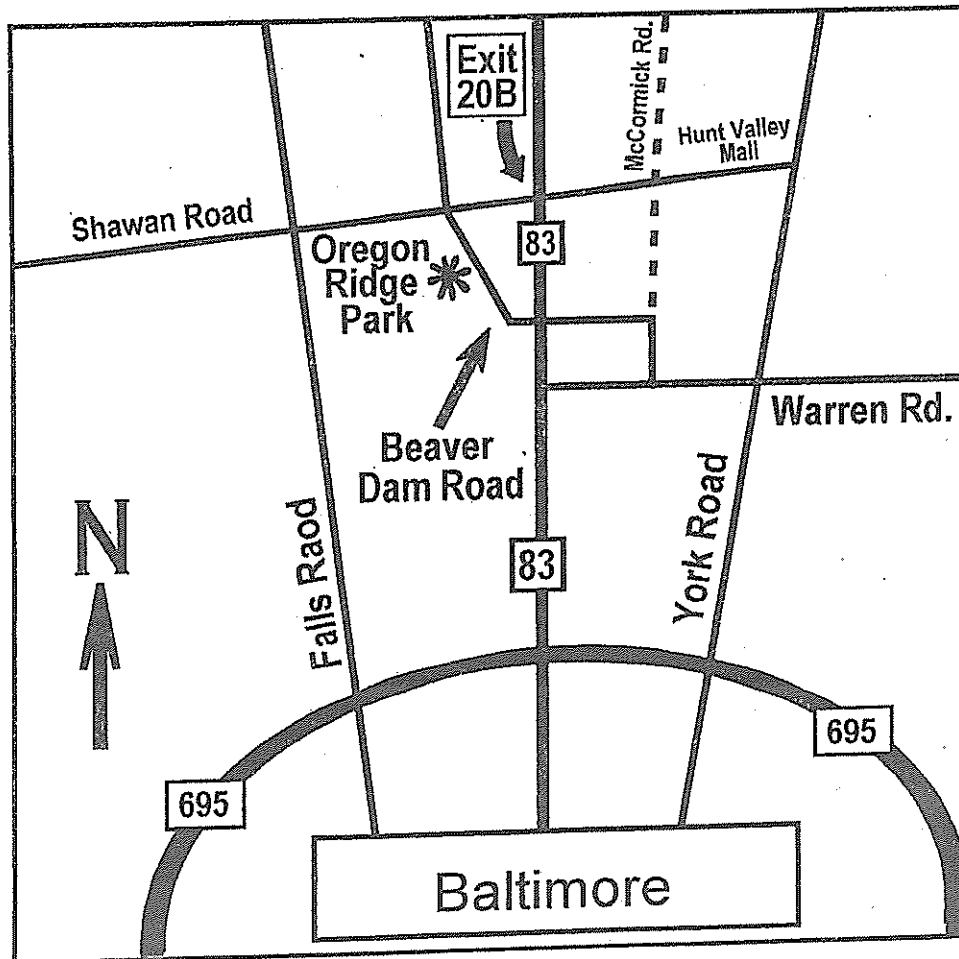 Exit
20B
McCormick Rd.
Hunt Valley
Mall
Shawan Road
83
Oregon
Ridge
Park
Warren Rd.
Beaver
Dam Road
N
Falls Raod
83
York Road
695
695
Baltimore